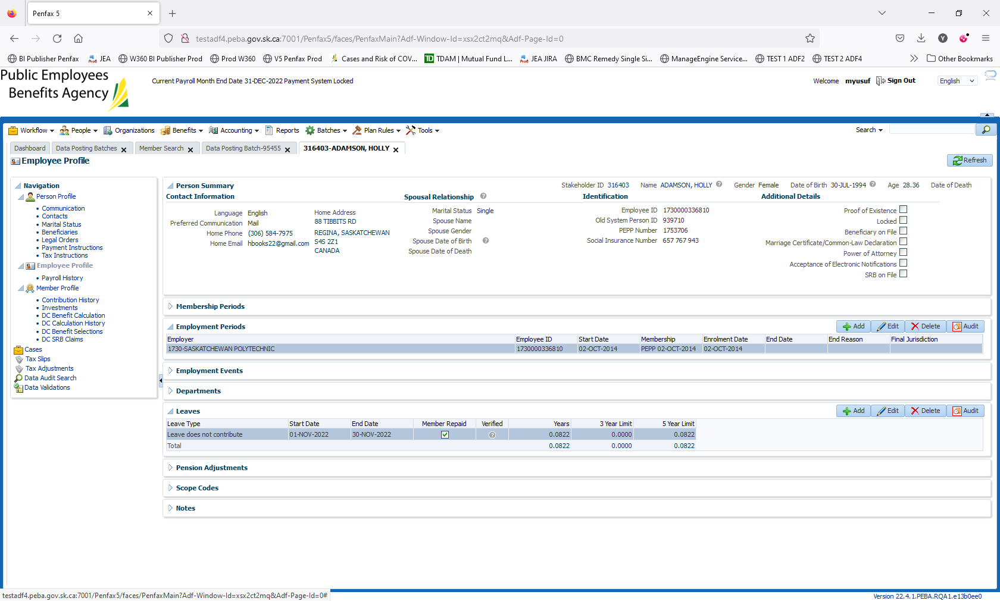 Penfax 5
testadf4.peba.gov.sk.ca:7001/Penfax5/faces/PenfaxMain?Adf-Window-Id=xsx2ct2mq&Adf-Page-Id=0
BI Publisher Penfax JEA W360 BI Publisher Prod Prod W360 V5 Penfax Prod Cases and Risk of COV... TDAM | Mutual Fund L... JEA JIRA BMC Remedy Single Si... ManageEngine Service... TEST 1 ADF2 TEST 2 ADF4 Other Bookmarks
Public Employees
Benefits Agency
Current Payroll Month End Date 31-DEC-2022 Payment System Locked
Welcome myusuf Sign Out English
Workflow People Organizations Benefits Accounting Reports Batches Plan Rules Tools Search
Dashboard Data Posting Batches Member Search Data Posting Batch-95455 316403-ADAMSON, HOLLY
Employee Profile
Refresh
Navigation
Person Profile
Communication
Contacts
Marital Status
Beneficiaries
Legal Orders
Payment Instructions
Tax Instructions
Employee Profile
Payroll History
Member Profile
Contribution History
Investments
DC Benefit Calculation
DC Calculation History
DC Benefit Selections
DC SRB Claims
Cases
Tax Slips
Tax Adjustments
Data Audit Search
Data Validations
Person Summary Stakeholder ID 316403 Name ADAMSON, HOLLY Gender Female Date of Birth 30-JUL-1994 Age 28.36 Date of Death
Contact Information
Language English
Preferred Communication Mail
Home Phone (306) 584-7975
Home Email hbooks22@gmail.com
Home Address
88 TIBBITS RD
REGINA, SASKATCHEWAN
S4S 2Z1
CANADA
Spousal Relationship
Marital Status Single
Spouse Name
Spouse Gender
Spouse Date of Birth
Spouse Date of Death
Identification
Employee ID 1730000336810
Old System Person ID 939710
PEPP Number 1753706
Social Insurance Number 657 767 943
Additional Details
Proof of Existence
Locked
Beneficiary on File
Marriage Certificate/Common-Law Declaration
Power of Attorney
Acceptance of Electronic Notifications
SRB on File
Membership Periods
Employment Periods Add Edit Delete Audit
Employer Employee ID Start Date Membership Enrolment Date End Date End Reason Final Jurisdiction
1730-SASKATCHEWAN POLYTECHNIC 1730000336810 02-OCT-2014 PEPP 02-OCT-2014 02-OCT-2014
Employment Events
Departments
Leaves Add Edit Delete Audit
Leave Type Start Date End Date Member Repaid Verified Years 3 Year Limit 5 Year Limit
Leave does not contribute 01-NOV-2022 30-NOV-2022 0.0822 0.0000 0.0822
Total 0.0822 0.0000 0.0822
Pension Adjustments
Scope Codes
Notes
testadf4.peba.gov.sk.ca:7001/Penfax5/faces/PenfaxMain?Adf-Window-Id=xsx2ct2mq&Adf-Page-Id=0#
Version 22.4.1.PEBA.RQA1.e13b0ee0